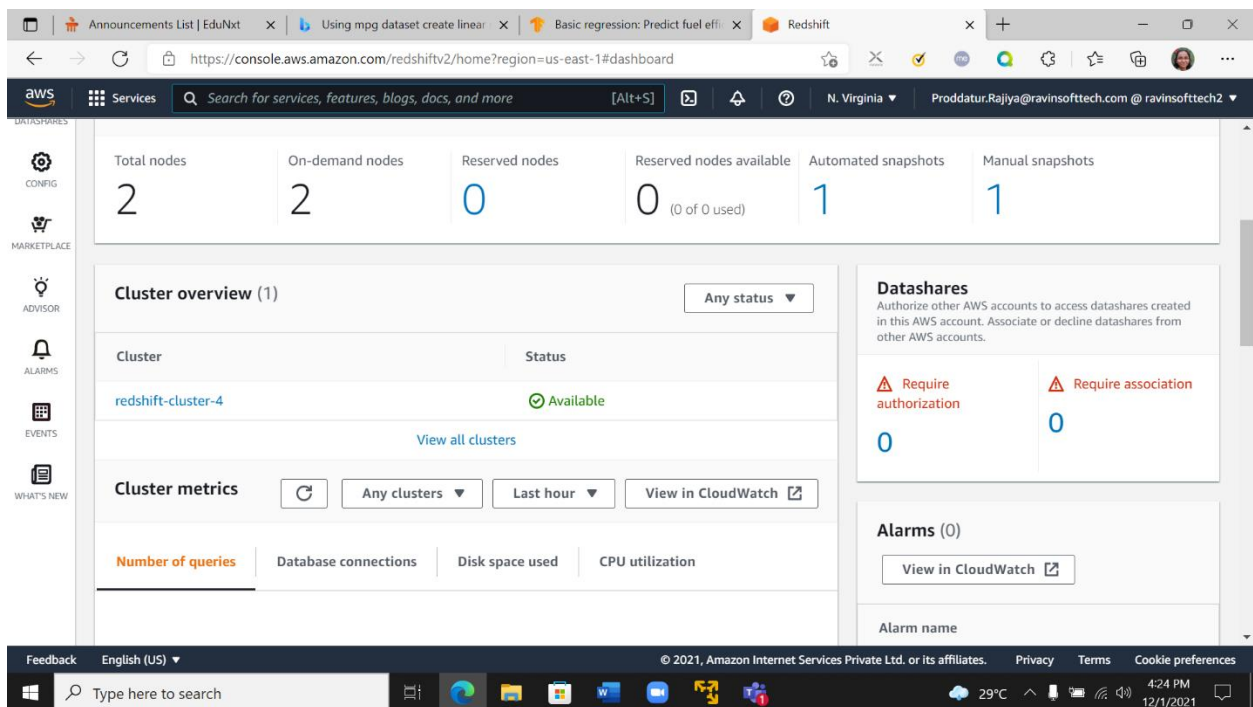 Announcements List | EduNxt
Using mpg dataset create linear
Basic regression: Predict fuel effi
Redshift
https://console.aws.amazon.com/redshiftv2/home?region=us-east-1#dashboard
aws
Services
Search for services, features, blogs, docs, and more
[Alt+S]
N. Virginia ▼
Proddatur.Rajiya@ravinsofttech.com @ ravinsofttech2 ▼
DATASHARES
CONFIG
MARKETPLACE
ADVISOR
ALARMS
EVENTS
WHAT'S NEW
Total nodes
2
On-demand nodes
2
Reserved nodes
0
Reserved nodes available
0 (0 of 0 used)
Automated snapshots
1
Manual snapshots
1
Cluster overview (1)
Any status ▼
Cluster
Status
redshift-cluster-4
Available
View all clusters
Cluster metrics
Any clusters ▼
Last hour ▼
View in CloudWatch
Number of queries
Database connections
Disk space used
CPU utilization
Datashares
Authorize other AWS accounts to access datashares created
in this AWS account. Associate or decline datashares from
other AWS accounts.
Require
authorization
0
Require association
0
Alarms (0)
View in CloudWatch
Alarm name
Feedback
English (US) ▼
© 2021, Amazon Internet Services Private Ltd. or its affiliates.
Privacy
Terms
Cookie preferences
Type here to search
29°C
4:24 PM
12/1/2021